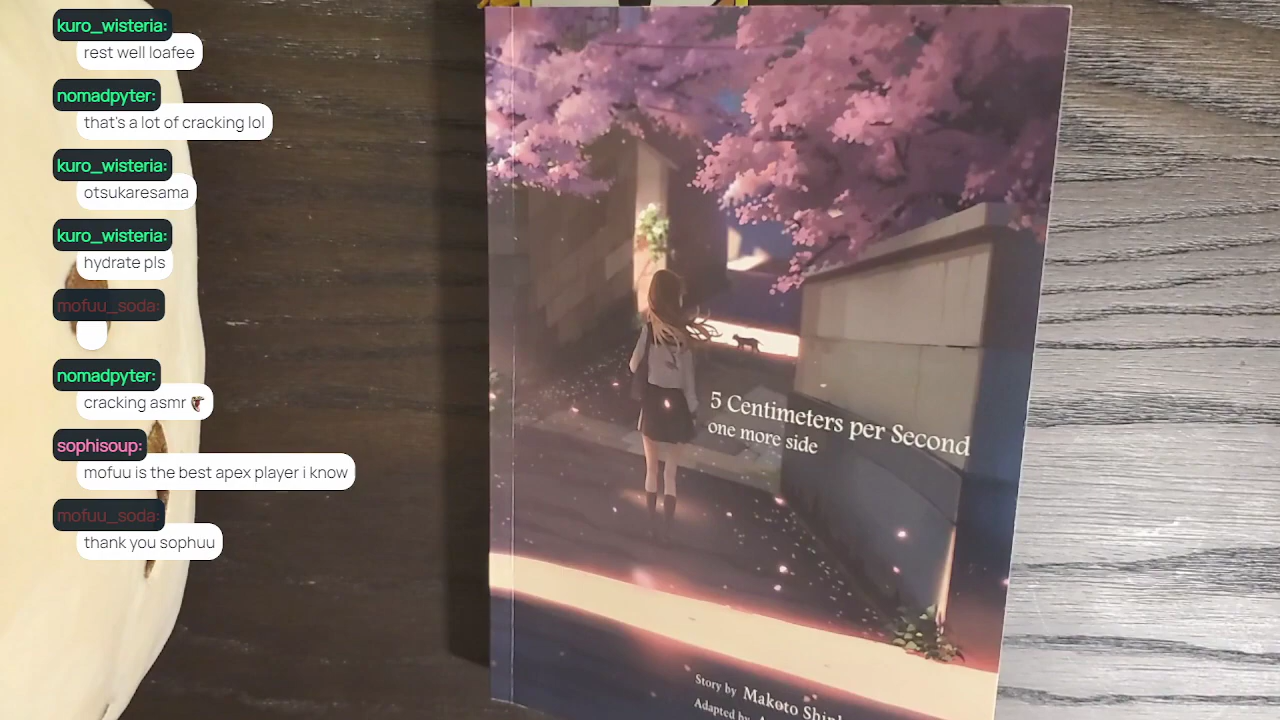 kuro_wisteria:
rest well loafee
nomadpyter:
that's a lot of cracking lol
kuro_wisteria:
otsukaresama
kuro_wisteria:
hydrate pls
mofuu_soda:
nomadpyter:
cracking asmr
sophisoup:
mofuu is the best apex player i know
mofuu_soda:
thank you sophuu
5 Centimeters per Second
one more side
Story by Makoto
Adapted by